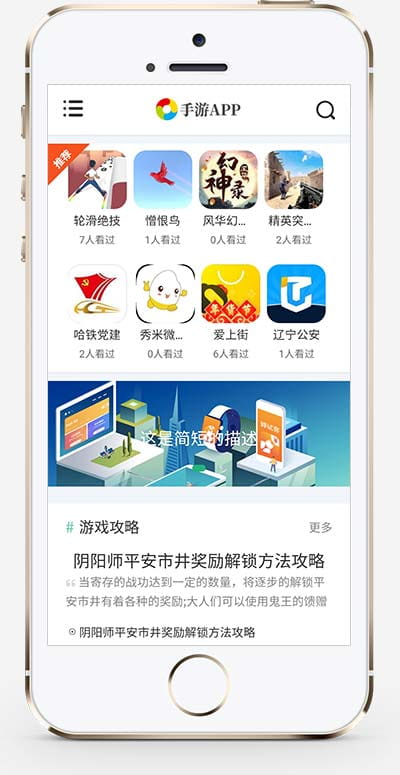 手游APP
推荐
轮滑绝技
憎恨鸟
风华幻...
精英突...
7人看过
1人看过
0人看过
2人看过
哈铁党建
秀米微...
爱上街
辽宁公安
2人看过
0人看过
6人看过
1人看过
幻神录
年货节
这是简短的描述
# 游戏攻略
更多
阴阳师平安市井奖励解锁方法攻略
当寄存的战功达到一定的数量，将逐步的解锁平
安市井有着各种的奖励;大人们可以使用鬼王的馈赠
阴阳师平安市井奖励解锁方法攻略